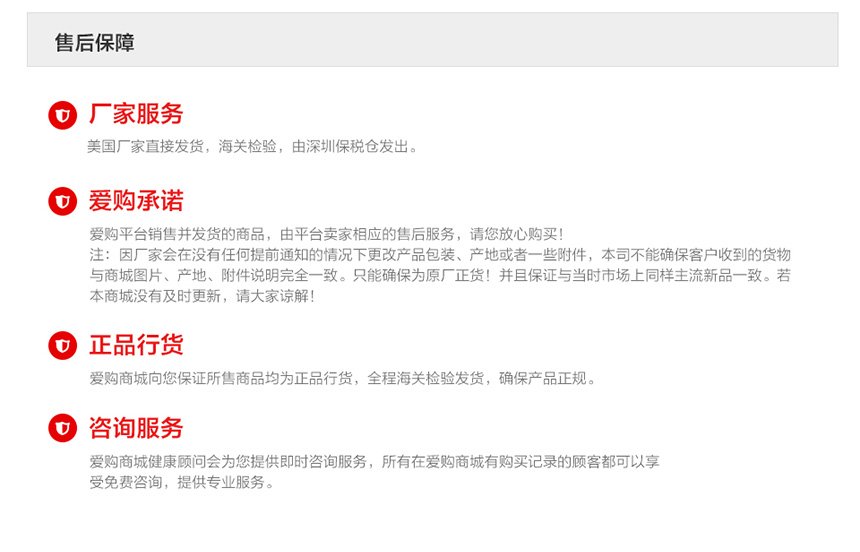 售后保障
厂家服务
美国厂家直接发货，海关检验，由深圳保税仓发出。
爱购承诺
爱购平台销售并发货的商品，由平台卖家相应的售后服务，请您放心购买！
注：因厂家会在没有任何提前通知的情况下更改产品包装、产地或者一些附件，本司不能确保客户收到的货物
与商城图片、产地、附件说明完全一致。只能确保为原厂正货！并且保证与当时市场上同样主流新品一致。若
本商城没有及时更新，请大家谅解！
正品行货
爱购商城向您保证所售商品均为正品行货，全程海关检验发货，确保产品正规。
咨询服务
爱购商城健康顾问会为您提供即时咨询服务，所有在爱购商城有购买记录的顾客都可以享
受免费咨询，提供专业服务。